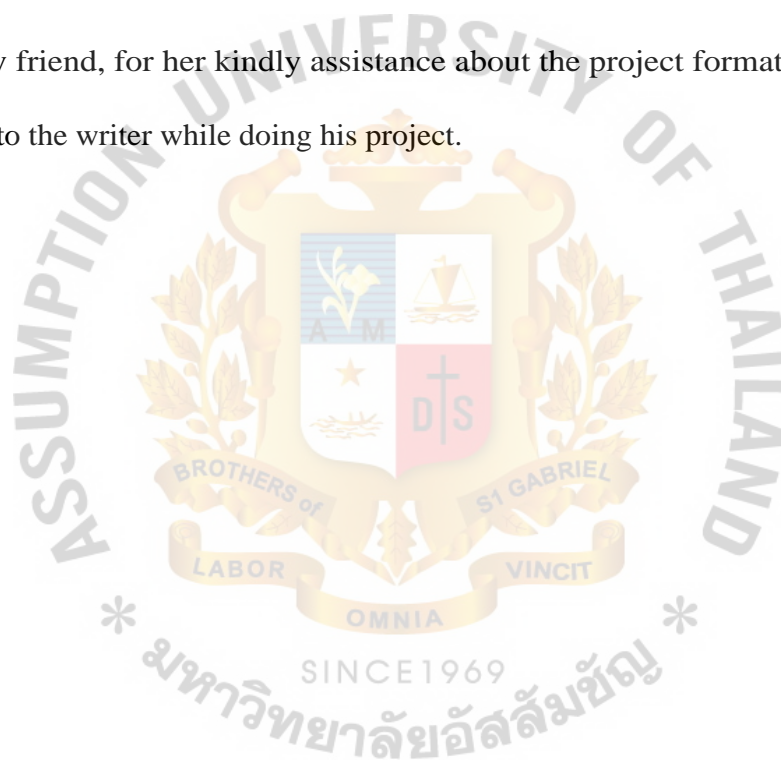 friend, for her kindly assistance about the project format
to the writer while doing his project.
ASSUMPTION UNIVERSITY OF THAILAND
A M
D S
BROTHERS of S1 GABRIEL
LABOR VINCIT
OMNIA
* *
SINCE1969
มหาวิทยาลัยอัสสัมชัญ